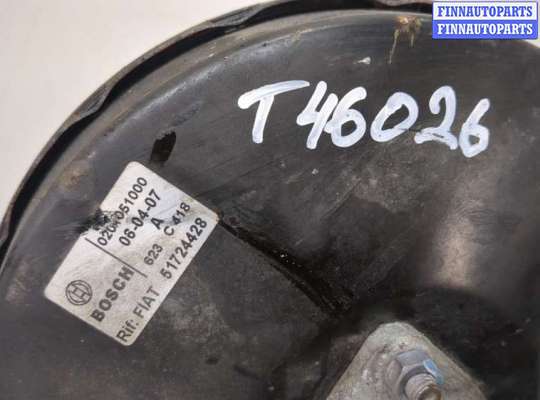 FINNAUTOPARTS
FINNAUTOPARTS
T46026
06-04-07
A
623 C 418
BOSCH
Rif: FIAT 51724428